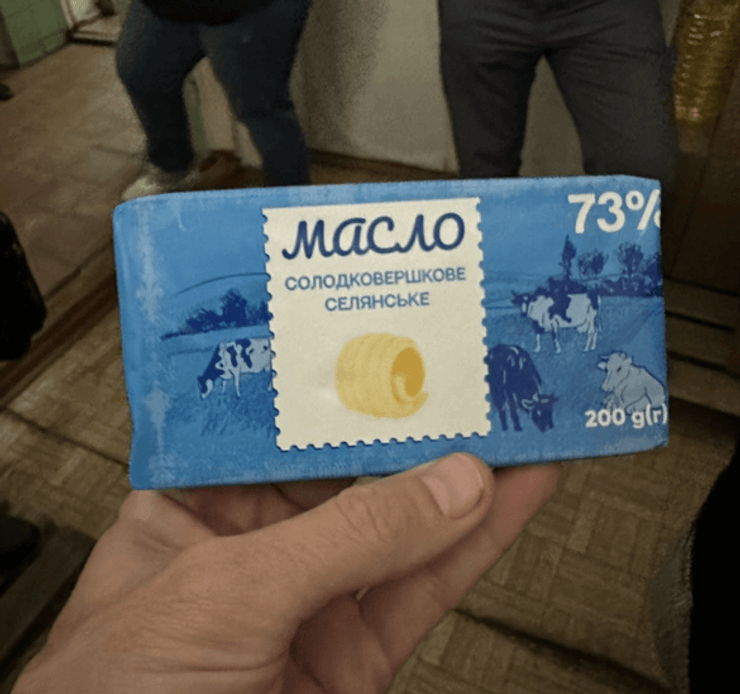 73%
масло
СОЛОДКОВЕРШКОВЕ
СЕЛЯНСЬКЕ
200 g(г)